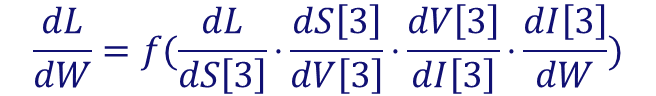 dL/dW = f(dL/dS[3] · dS[3]/dV[3] · dV[3]/dI[3] · dI[3]/dW)